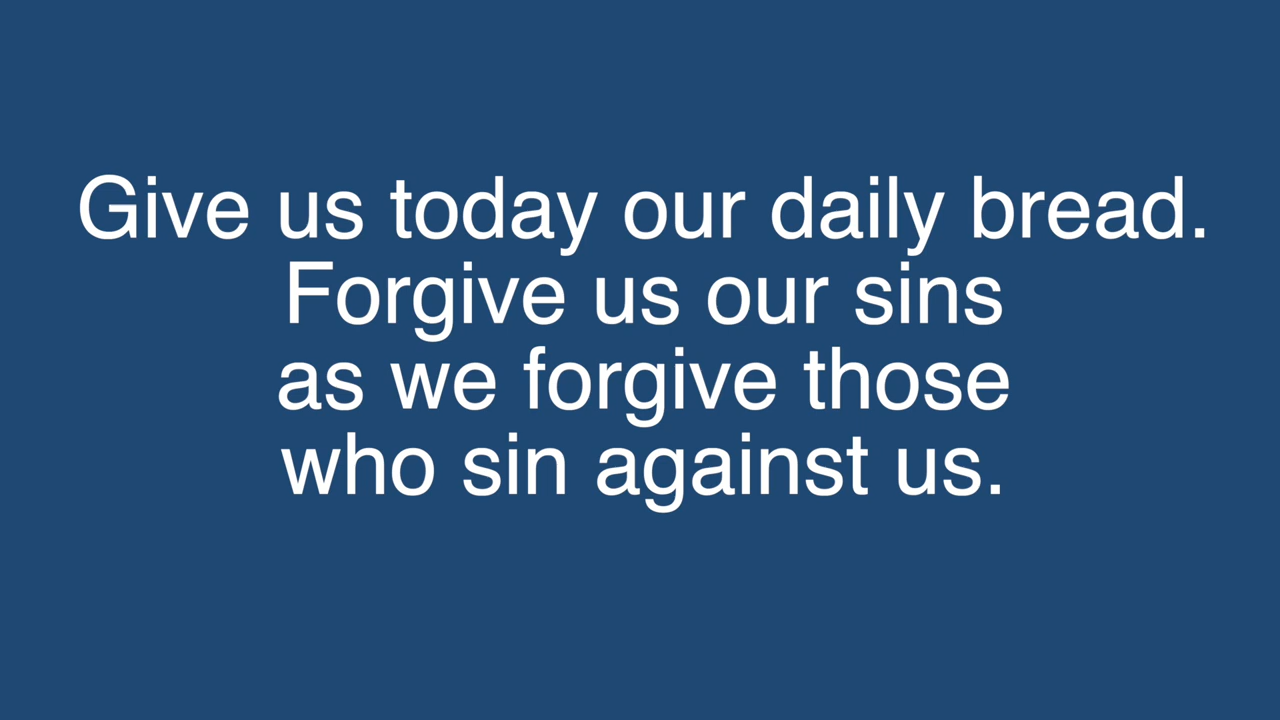 Give us today our daily bread.
Forgive us our sins
as we forgive those
who sin against us.